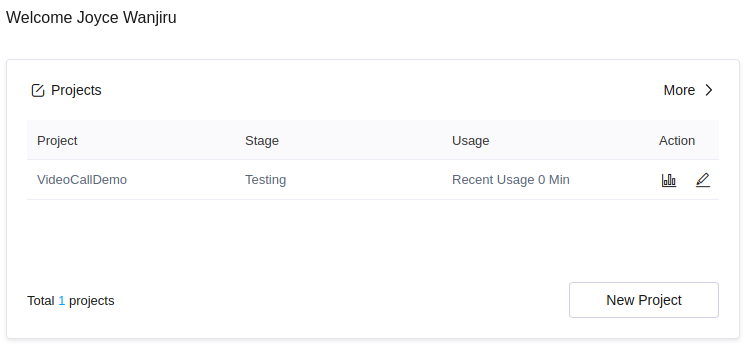 Welcome Joyce Wanjiru
Projects More
Project Stage Usage Action
VideoCallDemo Testing Recent Usage 0 Min
Total 1 projects New Project